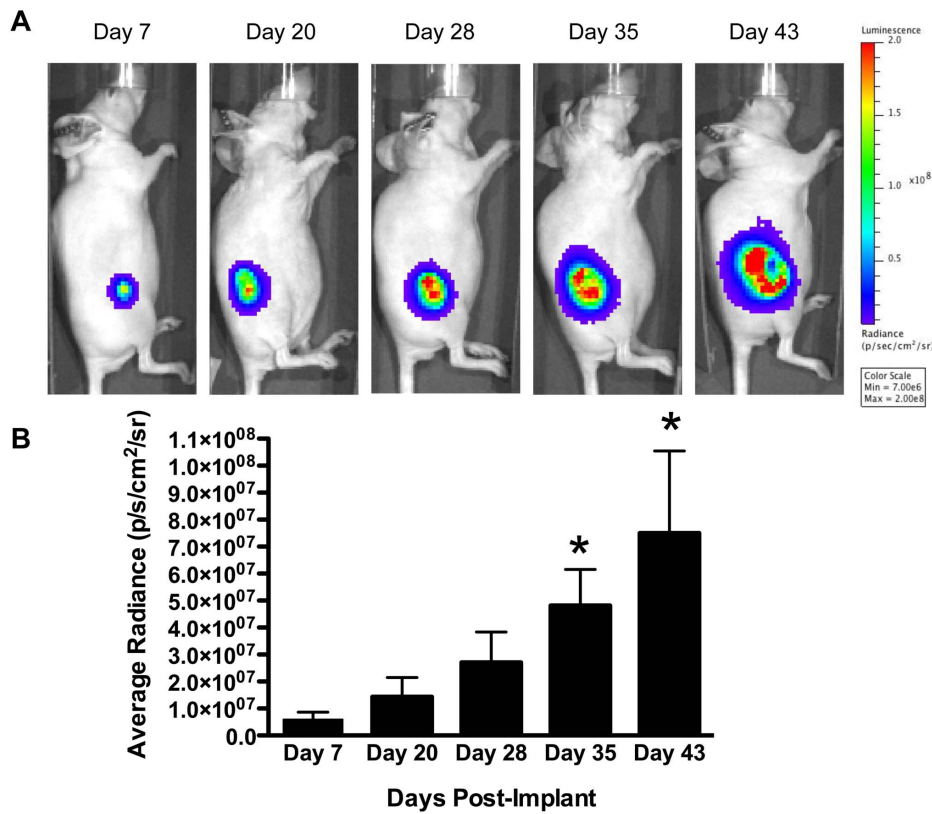 A
Day 7
Day 20
Day 28
Day 35
Day 43
Luminescence
2.0
1.5
1.0
x10⁸
0.5
Radiance
(p/sec/cm²/sr)
Color Scale
Min = 7.00e6
Max = 2.00e8
B
Average Radiance (p/s/cm²/sr)
1.1×10⁰⁸
1.0×10⁰⁸
9.0×10⁰⁷
8.0×10⁰⁷
7.0×10⁰⁷
6.0×10⁰⁷
5.0×10⁰⁷
4.0×10⁰⁷
3.0×10⁰⁷
2.0×10⁰⁷
1.0×10⁰⁷
0.0
*
*
Day 7
Day 20
Day 28
Day 35
Day 43
Days Post-Implant